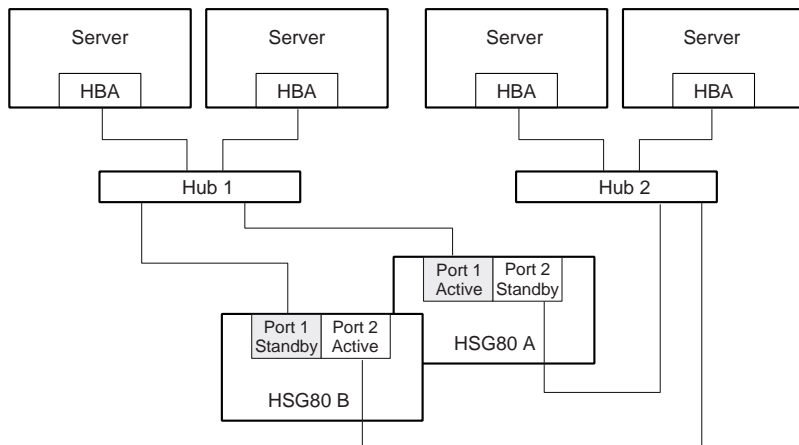 Server
Server
Server
Server
HBA
HBA
HBA
HBA
Hub 1
Hub 2
Port 1
Active
Port 2
Standby
HSG80 A
Port 1
Standby
Port 2
Active
HSG80 B